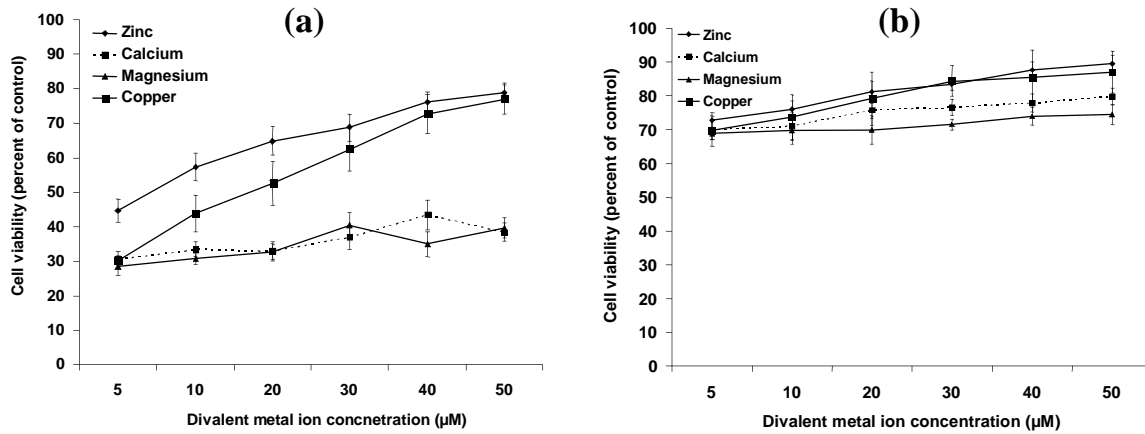 (a)
Zinc
Calcium
Magnesium
Copper
Cell viability (percent of control)
100
90
80
70
60
50
40
30
20
10
0
5 10 20 30 40 50
Divalent metal ion concnetration (µM)
(b)
Zinc
Calcium
Magnesium
Copper
Cell viability (percent of control)
100
90
80
70
60
50
40
30
20
10
0
5 10 20 30 40 50
Divalent metal ion concentration (µM)